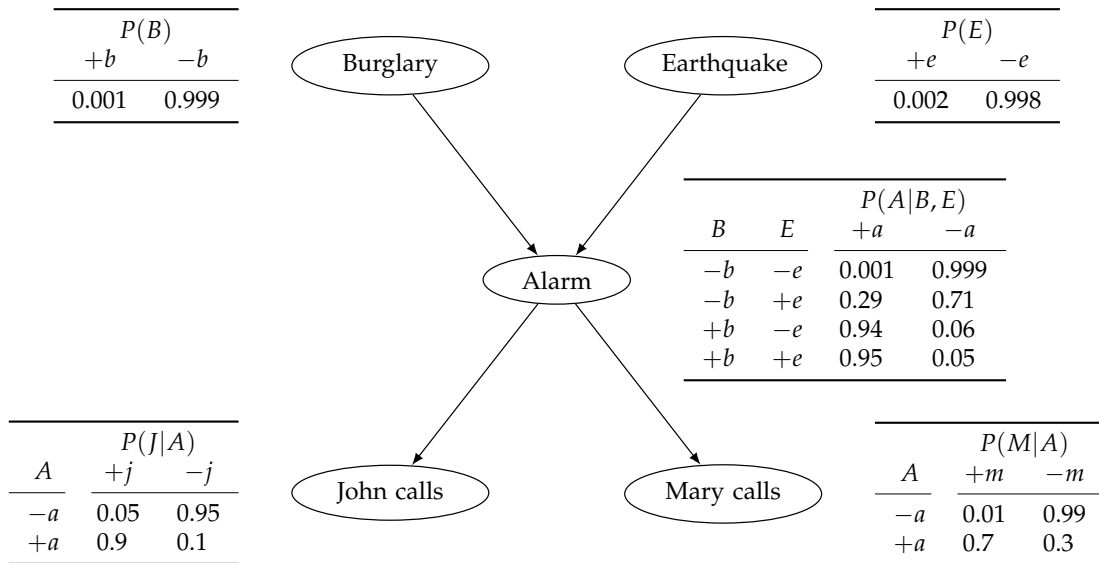 P(B)
+b −b
0.001 0.999
Burglary
Earthquake
P(E)
+e −e
0.002 0.998
P(A|B, E)
B E +a −a
−b −e 0.001 0.999
−b +e 0.29 0.71
+b −e 0.94 0.06
+b +e 0.95 0.05
Alarm
P(J|A)
A +j −j
−a 0.05 0.95
+a 0.9 0.1
John calls
Mary calls
P(M|A)
A +m −m
−a 0.01 0.99
+a 0.7 0.3